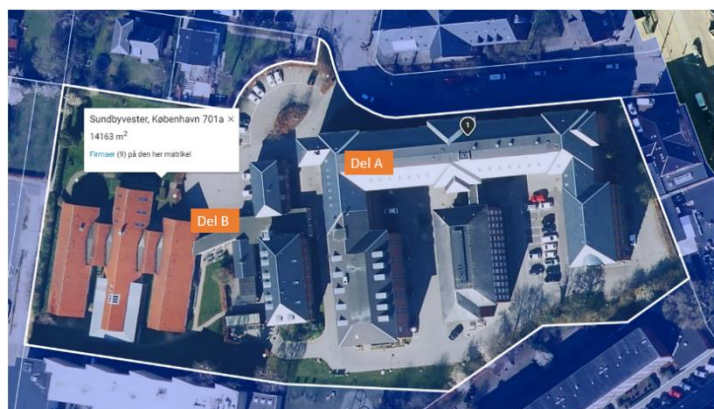 Sundbyvester, København 701a ×
14163 m²
Firmaer (9) på den her matrikel
1
Del A
Del B